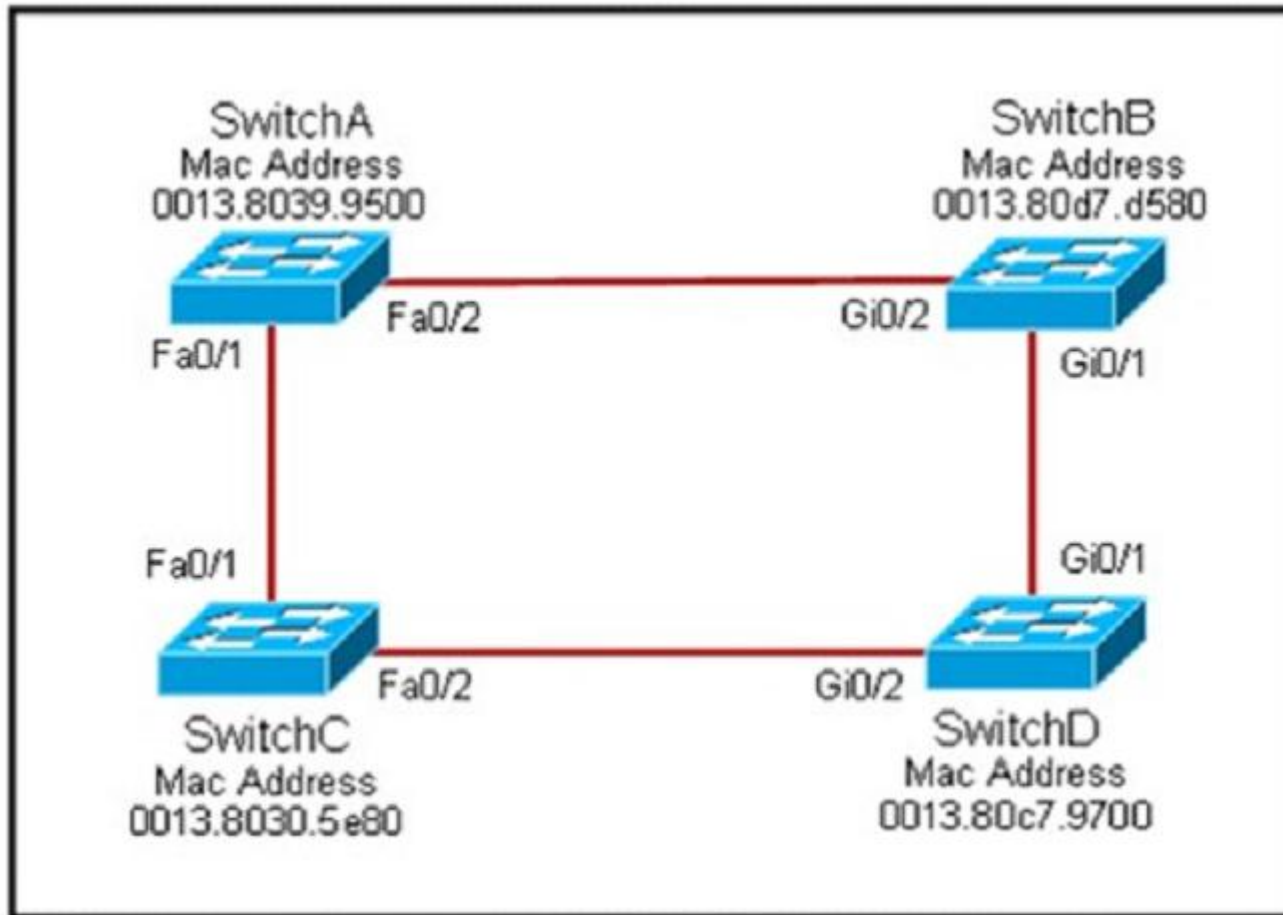 SwitchA
Mac Address
0013.8039.9500
SwitchB
Mac Address
0013.80d7.d580
Fa0/2
Gi0/2
Fa0/1
Gi0/1
Fa0/1
Gi0/1
Fa0/2
Gi0/2
SwitchC
Mac Address
0013.8030.5e80
SwitchD
Mac Address
0013.80c7.9700